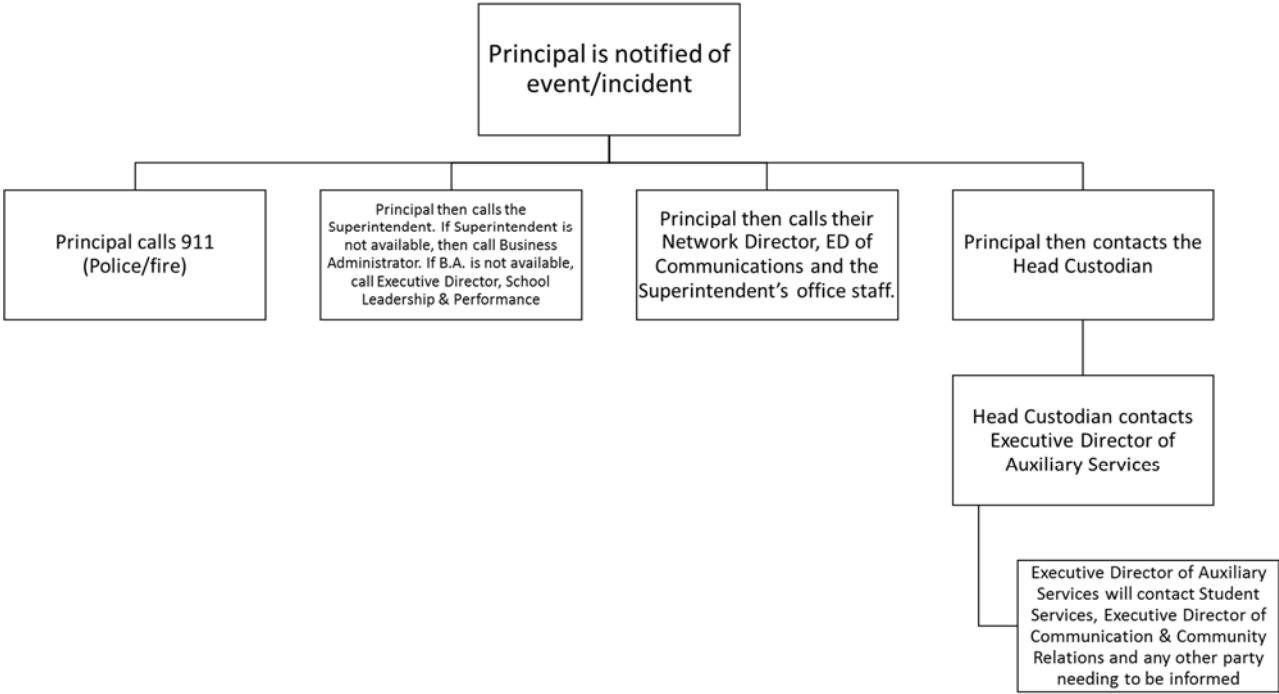 Principal is notified of
event/incident
Principal calls 911
(Police/fire)
Principal then calls the
Superintendent. If Superintendent is
not available, then call Business
Administrator. If B.A. is not available,
call Executive Director, School
Leadership & Performance
Principal then calls their
Network Director, ED of
Communications and the
Superintendent's office staff.
Principal then contacts the
Head Custodian
Head Custodian contacts
Executive Director of
Auxiliary Services
Executive Director of Auxiliary
Services will contact Student
Services, Executive Director of
Communication & Community
Relations and any other party
needing to be informed